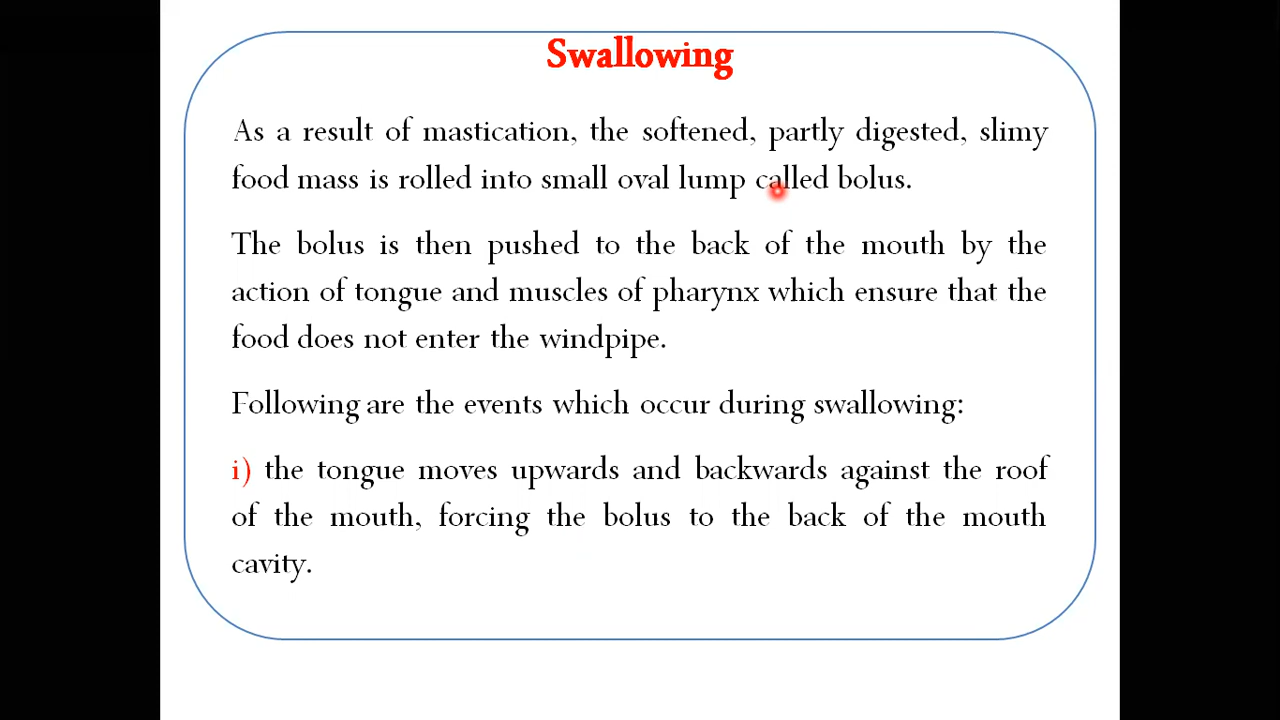 Swallowing
As a result of mastication, the softened, partly digested, slimy
food mass is rolled into small oval lump called bolus.
The bolus is then pushed to the back of the mouth by the
action of tongue and muscles of pharynx which ensure that the
food does not enter the windpipe.
Following are the events which occur during swallowing:
i) the tongue moves upwards and backwards against the roof
of the mouth, forcing the bolus to the back of the mouth
cavity.